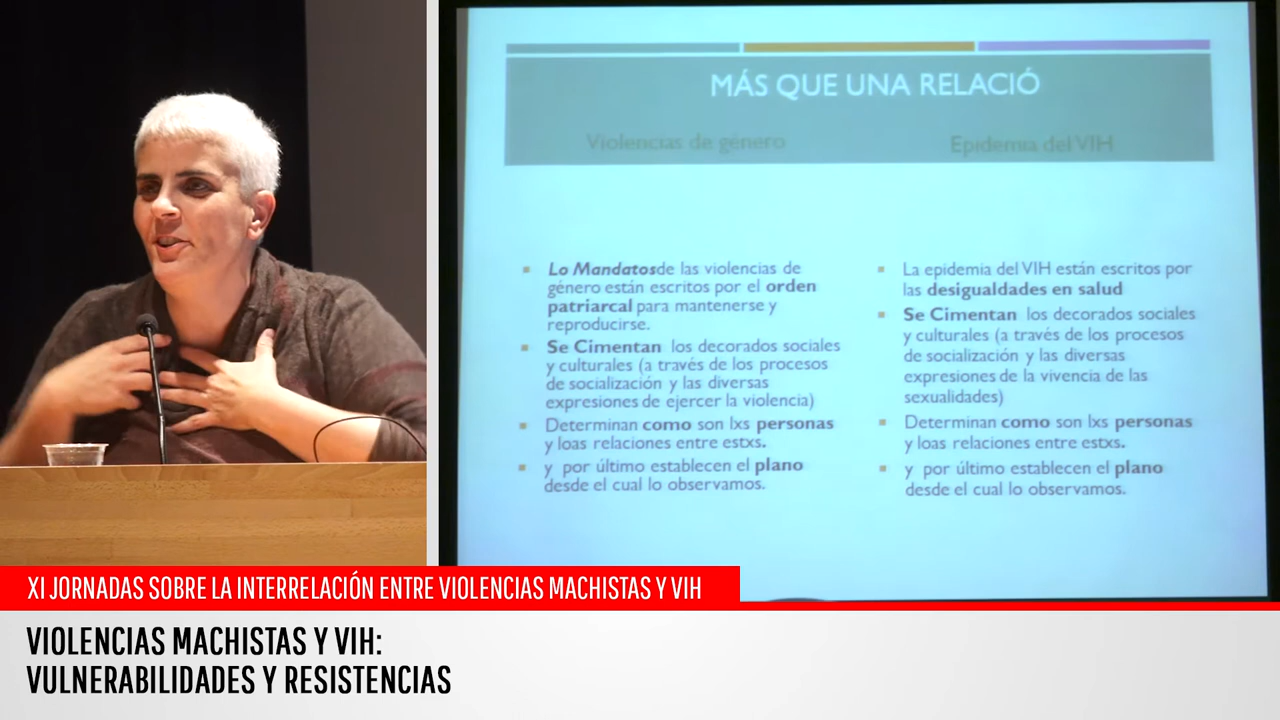 MÁS QUE UNA RELACIÓ
Violencias de género
Epidemia del VIH
Lo Mandatosde las violencias de
género están escritos por el orden
patriarcal para mantenerse y
reproducirse.
Se Cimentan los decorados sociales
y culturales (a través de los procesos
de socialización y las diversas
expresiones de ejercer la violencia)
Determinan como son lxs personas
y loas relaciones entre estxs.
y por último establecen el plano
desde el cual lo observamos.
La epidemia del VIH están escritos por
las desigualdades en salud
Se Cimentan los decorados sociales
y culturales (a través de los procesos
de socialización y las diversas
expresiones de la vivencia de las
sexualidades)
Determinan como son lxs personas
y loas relaciones entre estxs.
y por último establecen el plano
desde el cual lo observamos.
XI JORNADAS SOBRE LA INTERRELACIÓN ENTRE VIOLENCIAS MACHISTAS Y VIH
VIOLENCIAS MACHISTAS Y VIH:
VULNERABILIDADES Y RESISTENCIAS